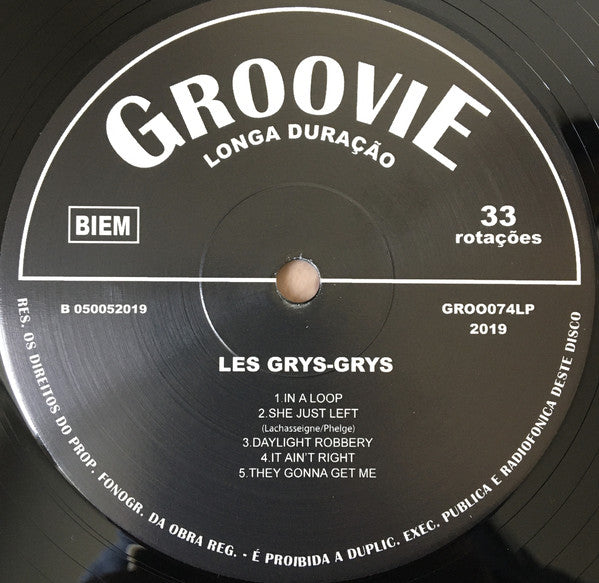 GROOVIE
LONGA DURAÇÃO
BIEM
33
rotações
B 050052019
GROO074LP
2019
LES GRYS-GRYS
1.IN A LOOP
2.SHE JUST LEFT
(Lachasseigne/Phelge)
3.DAYLIGHT ROBBERY
4.IT AIN'T RIGHT
5.THEY GONNA GET ME
RES. OS DIREITOS DO PROP. FONOGR. DA OBRA REG. - É PROIBIDA A DUPLIC. EXEC. PUBLICA E RADIOFONICA DESTE DISCO